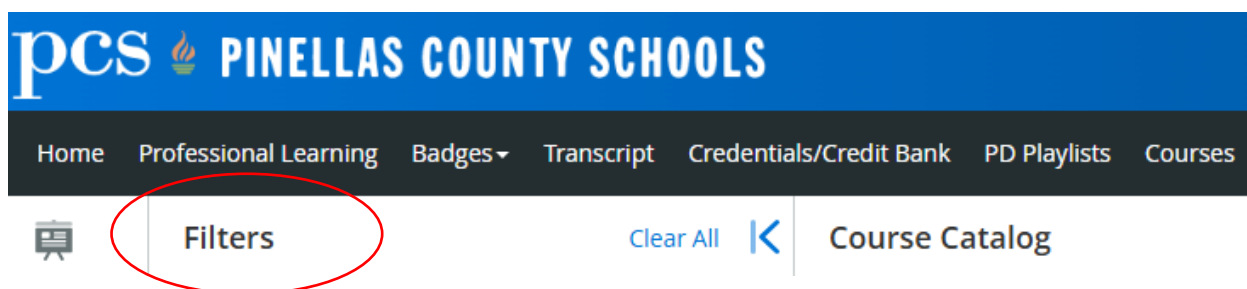 pcs PINELLAS COUNTY SCHOOLS
Home Professional Learning Badges Transcript Credentials/Credit Bank PD Playlists Courses
Filters Clear All Course Catalog